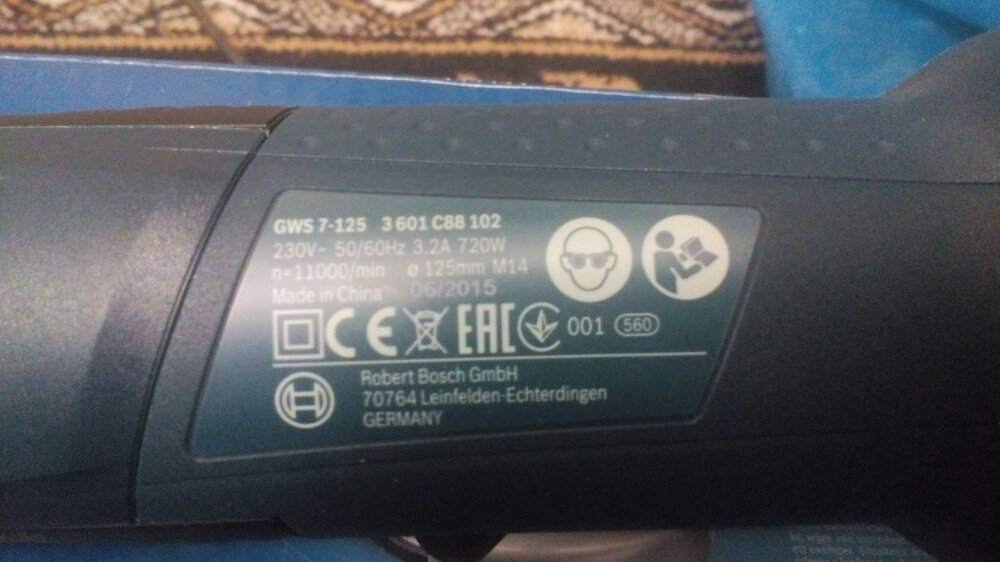 GWS 7-125 3 601 C88 102
230V~ 50/60Hz 3.2A 720W
n=11000/min ø 125mm M14
Made in China 06/2015
CE EAC 001 560
Robert Bosch GmbH
70764 Leinfelden-Echterdingen
GERMANY